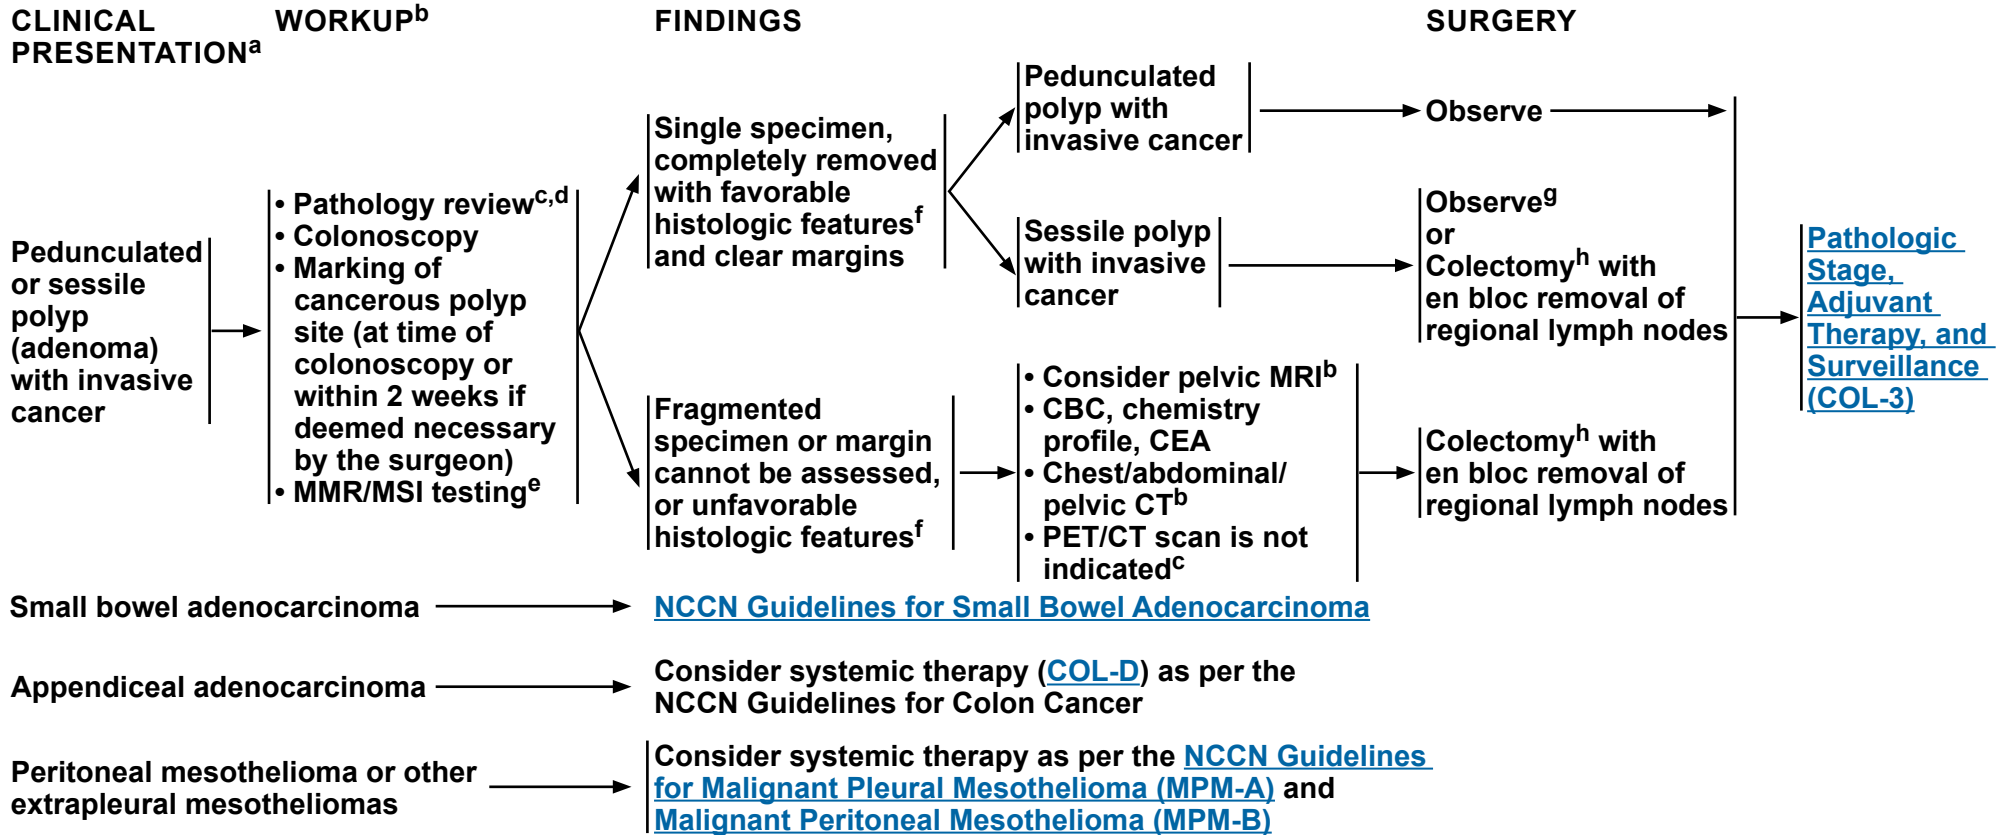 CLINICAL
PRESENTATIONa
WORKUPb
FINDINGS
SURGERY
Pedunculated
or sessile
polyp
(adenoma)
with invasive
cancer
• Pathology reviewc,d
• Colonoscopy
• Marking of
cancerous polyp
site (at time of
colonoscopy or
within 2 weeks if
deemed necessary
by the surgeon)
• MMR/MSI testinge
Single specimen,
completely removed
with favorable
histologic featuresf
and clear margins
Pedunculated
polyp with
invasive cancer
Observe
Sessile polyp
with invasive
cancer
Observeg
or
Colectomyh with
en bloc removal of
regional lymph nodes
Fragmented
specimen or margin
cannot be assessed,
or unfavorable
histologic featuresf
• Consider pelvic MRIb
• CBC, chemistry
profile, CEA
• Chest/abdominal/
pelvic CTb
• PET/CT scan is not
indicatedc
Colectomyh with
en bloc removal of
regional lymph nodes
Pathologic
Stage,
Adjuvant
Therapy, and
Surveillance
(COL-3)
Small bowel adenocarcinoma
NCCN Guidelines for Small Bowel Adenocarcinoma
Appendiceal adenocarcinoma
Consider systemic therapy (COL-D) as per the
NCCN Guidelines for Colon Cancer
Peritoneal mesothelioma or other
extrapleural mesotheliomas
Consider systemic therapy as per the NCCN Guidelines
for Malignant Pleural Mesothelioma (MPM-A) and
Malignant Peritoneal Mesothelioma (MPM-B)